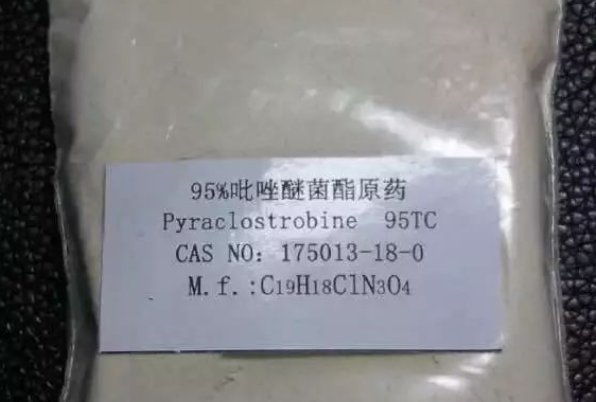 95%吡唑醚菌酯原药
Pyraclostrobine 95TC
CAS NO: 175013-18-0
M.f.:C19H18ClN3O4